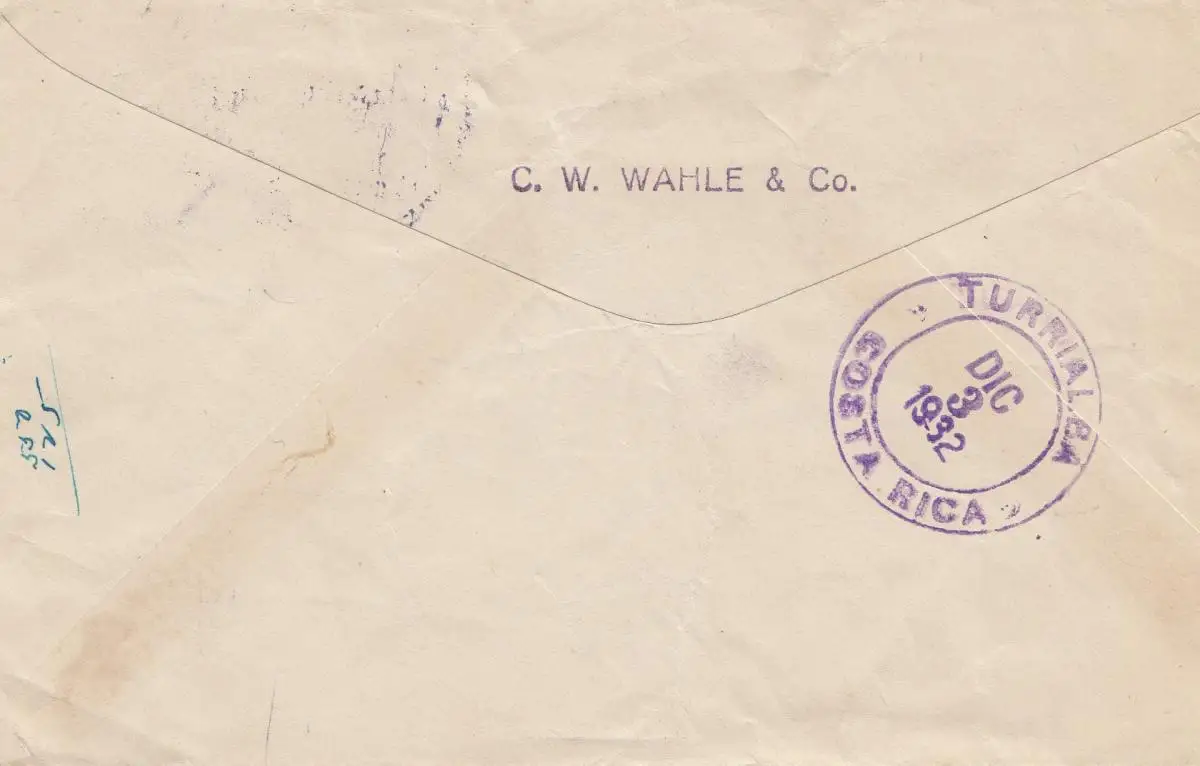 C. W. WAHLE & Co.
TURRIALBA
COSTA RICA
DIC
3
1932